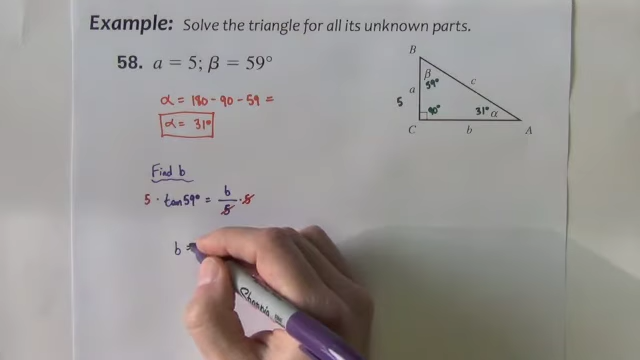 Example: Solve the triangle for all its unknown parts.
58. a = 5; β = 59°
α = 180 - 90 - 59 =
α = 31°
Find b
5 · tan 59° = b/5 · 5
b =
B
β
59°
a
c
5
90°
31° α
C
b
A
Sharpie